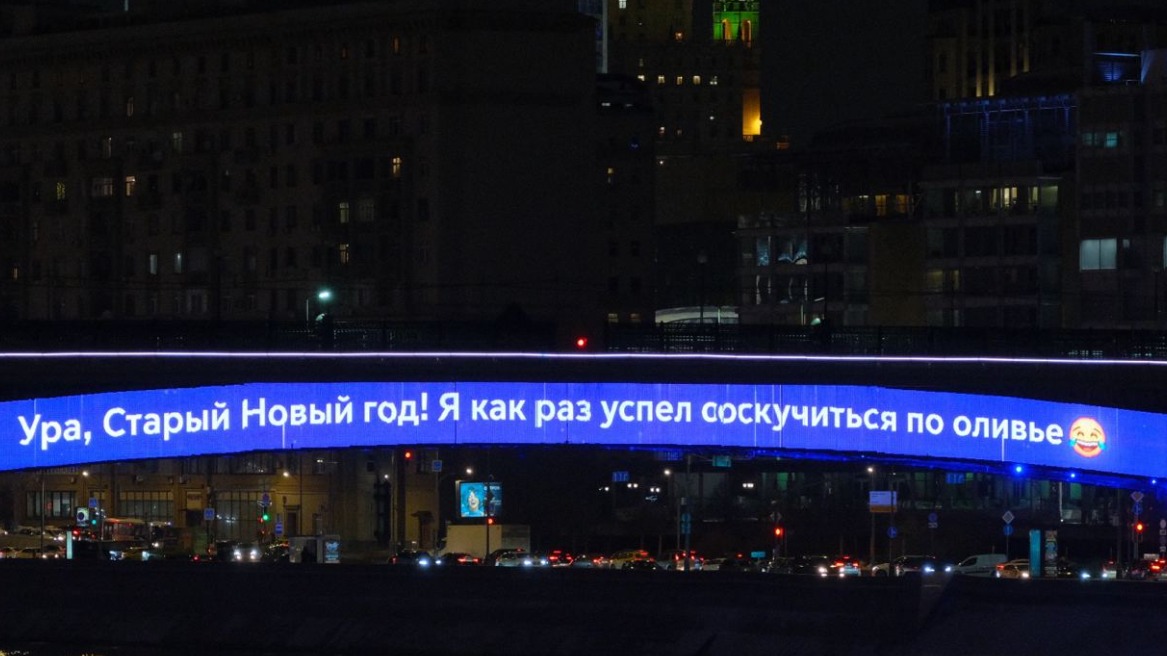 Ура, Старый Новый год! Я как раз успел соскучиться по оливье 😂